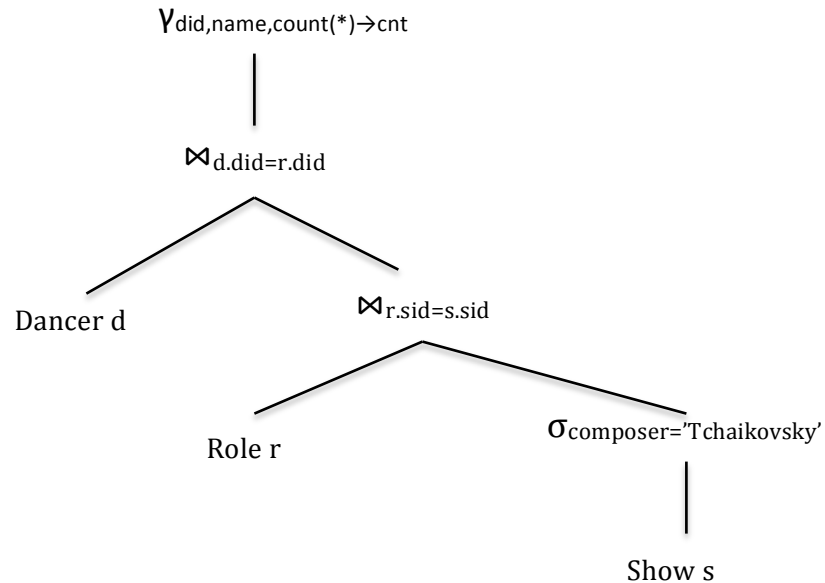 γdid,name,count(*)→cnt
⋈d.did=r.did
Dancer d
⋈r.sid=s.sid
Role r
σcomposer=’Tchaikovsky’
Show s